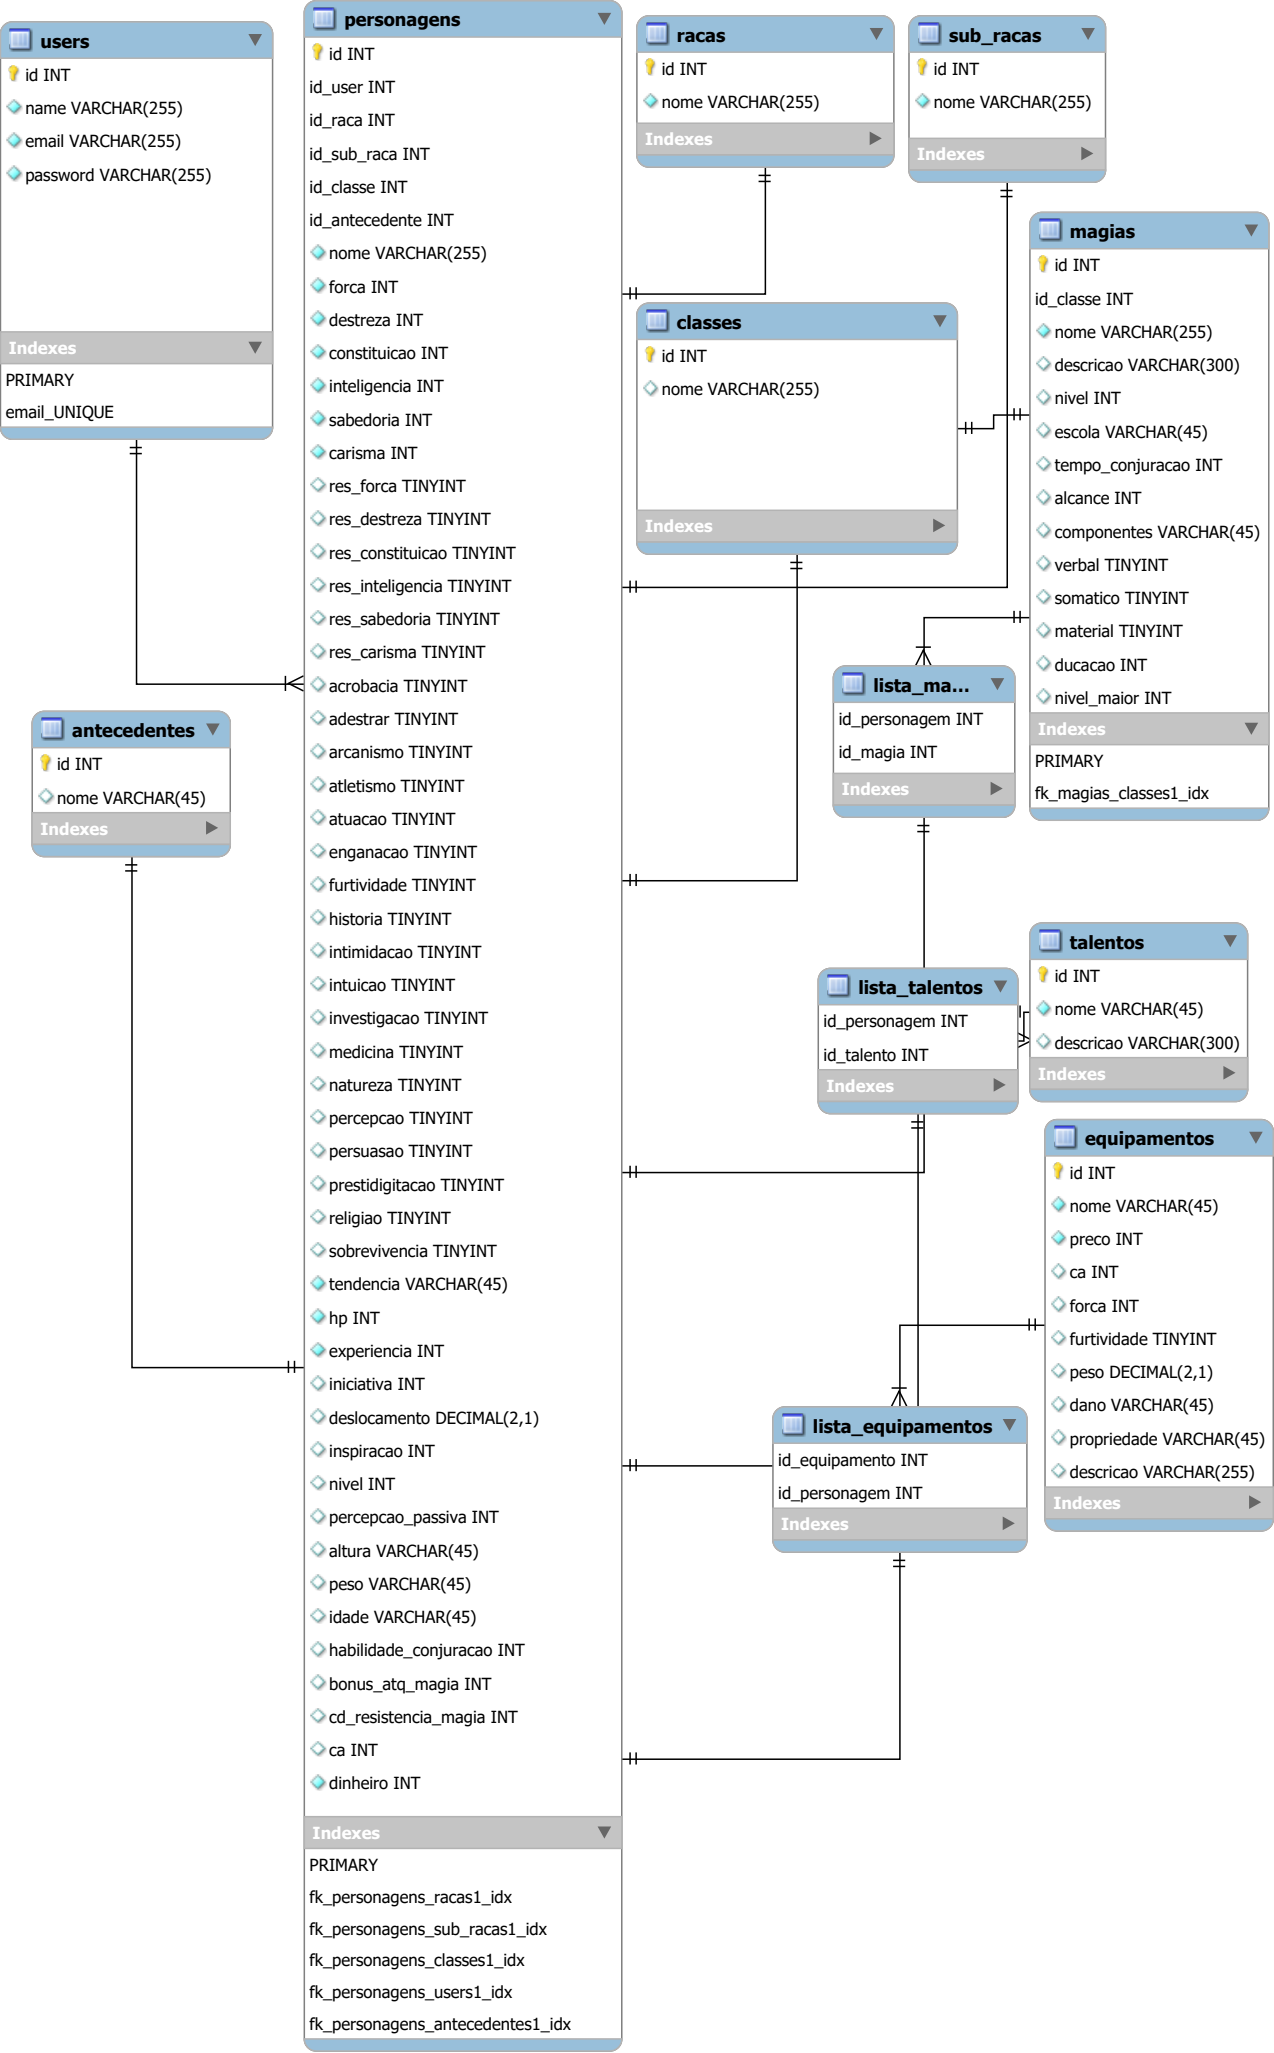 users
id INT
name VARCHAR(255)
email VARCHAR(255)
password VARCHAR(255)
Indexes
PRIMARY
email_UNIQUE
antecedentes
id INT
nome VARCHAR(45)
Indexes
personagens
id INT
id_user INT
id_raca INT
id_sub_raca INT
id_classe INT
id_antecedente INT
nome VARCHAR(255)
forca INT
destreza INT
constituicao INT
inteligencia INT
sabedoria INT
carisma INT
res_forca TINYINT
res_destreza TINYINT
res_constituicao TINYINT
res_inteligencia TINYINT
res_sabedoria TINYINT
res_carisma TINYINT
acrobacia TINYINT
adestrar TINYINT
arcanismo TINYINT
atletismo TINYINT
atuacao TINYINT
enganacao TINYINT
furtividade TINYINT
historia TINYINT
intimidacao TINYINT
intuicao TINYINT
investigacao TINYINT
medicina TINYINT
natureza TINYINT
percepcao TINYINT
persuasao TINYINT
prestidigitacao TINYINT
religiao TINYINT
sobrevivencia TINYINT
tendencia VARCHAR(45)
hp INT
experiencia INT
iniciativa INT
deslocamento DECIMAL(2,1)
inspiracao INT
nivel INT
percepcao_passiva INT
altura VARCHAR(45)
peso VARCHAR(45)
idade VARCHAR(45)
habilidade_conjuracao INT
bonus_atq_magia INT
cd_resistencia_magia INT
ca INT
dinheiro INT
Indexes
PRIMARY
fk_personagens_racas1_idx
fk_personagens_sub_racas1_idx
fk_personagens_classes1_idx
fk_personagens_users1_idx
fk_personagens_antecedentes1_idx
racas
id INT
nome VARCHAR(255)
Indexes
sub_racas
id INT
nome VARCHAR(255)
Indexes
classes
id INT
nome VARCHAR(255)
Indexes
magias
id INT
id_classe INT
nome VARCHAR(255)
descricao VARCHAR(300)
nivel INT
escola VARCHAR(45)
tempo_conjuracao INT
alcance INT
componentes VARCHAR(45)
verbal TINYINT
somatico TINYINT
material TINYINT
ducacao INT
nivel_maior INT
Indexes
PRIMARY
fk_magias_classes1_idx
lista_ma...
id_personagem INT
id_magia INT
Indexes
lista_talentos
id_personagem INT
id_talento INT
Indexes
talentos
id INT
nome VARCHAR(45)
descricao VARCHAR(300)
Indexes
equipamentos
id INT
nome VARCHAR(45)
preco INT
ca INT
forca INT
furtividade TINYINT
peso DECIMAL(2,1)
dano VARCHAR(45)
propriedade VARCHAR(45)
descricao VARCHAR(255)
Indexes
lista_equipamentos
id_equipamento INT
id_personagem INT
Indexes